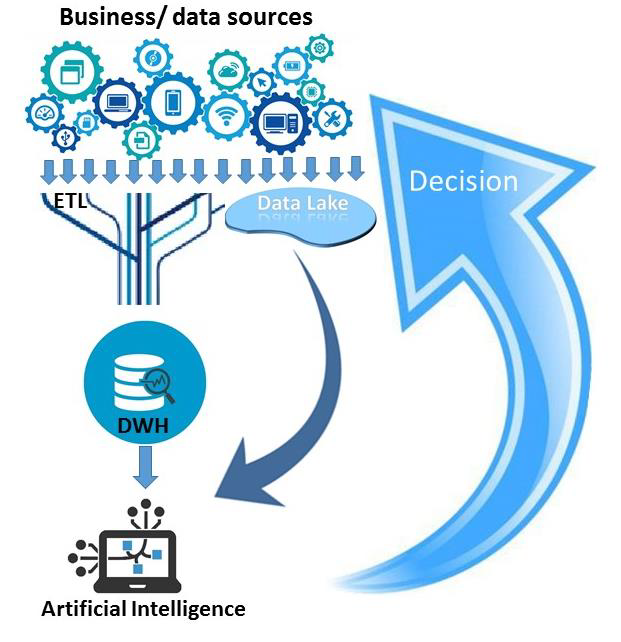 Business/ data sources
ETL
Data Lake
Decision
DWH
Artificial Intelligence